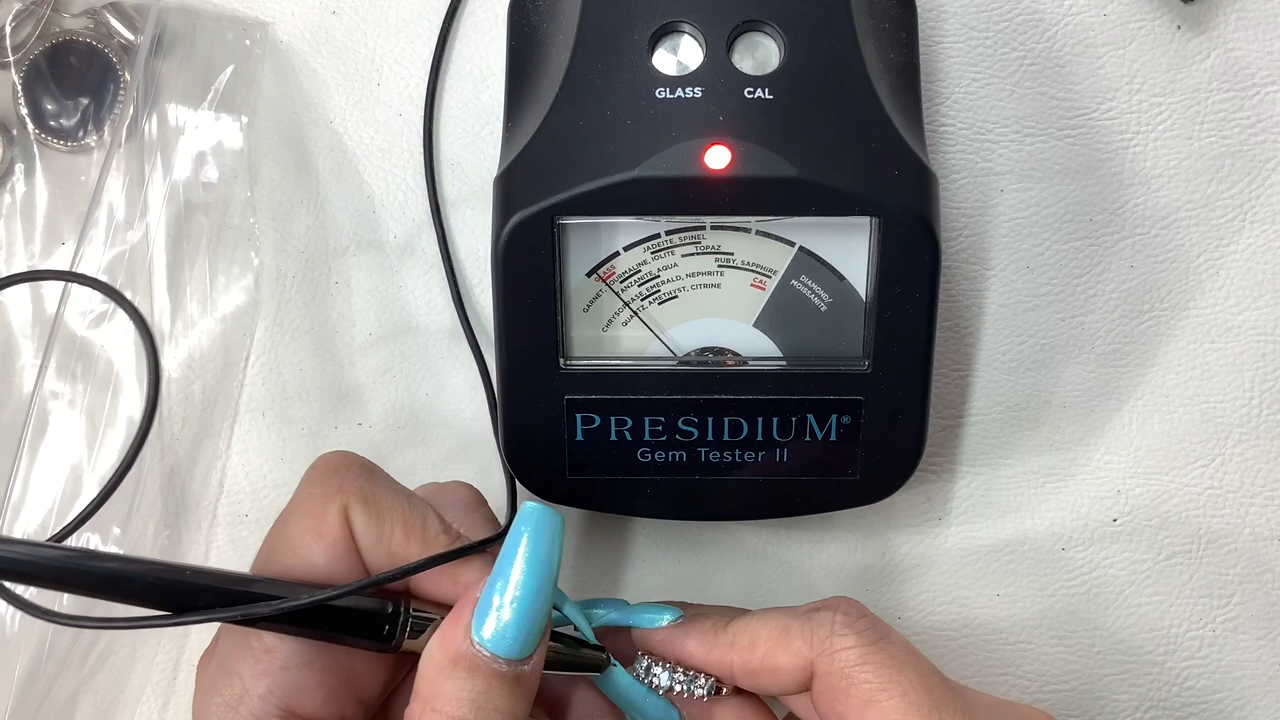 GLASS CAL
JADEITE, SPINEL
TOPAZ
GLASS
GARNET, TOURMALINE, IOLITE
RUBY, SAPPHIRE
TANZANITE, AQUA
CAL
CHRYSOPRASE EMERALD, NEPHRITE
QUARTZ, AMETHYST, CITRINE
DIAMOND/
MOISSANITE
PRESIDIUM®
Gem Tester II